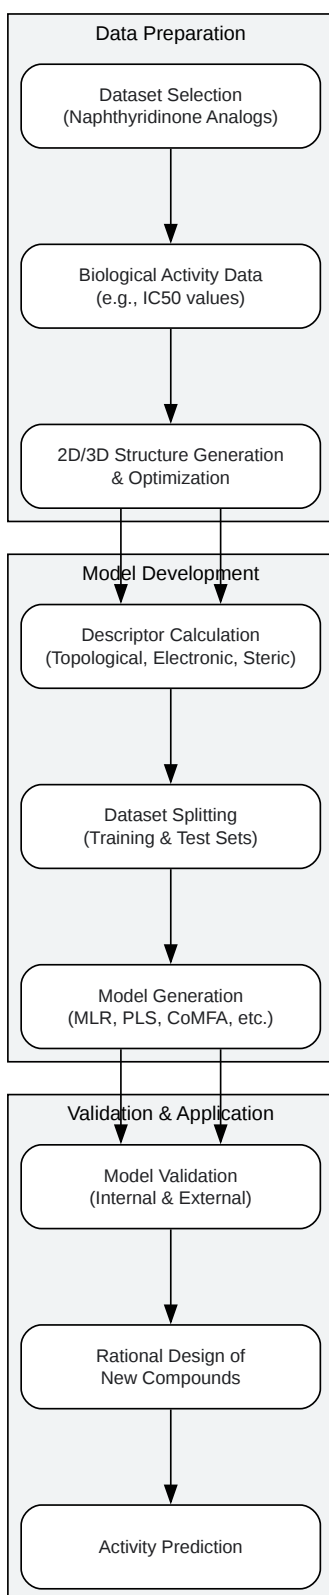 Data Preparation
Dataset Selection
(Naphthyridinone Analogs)
Biological Activity Data
(e.g., IC50 values)
2D/3D Structure Generation
& Optimization
Model Development
Descriptor Calculation
(Topological, Electronic, Steric)
Dataset Splitting
(Training & Test Sets)
Model Generation
(MLR, PLS, CoMFA, etc.)
Validation & Application
Model Validation
(Internal & External)
Rational Design of
New Compounds
Activity Prediction